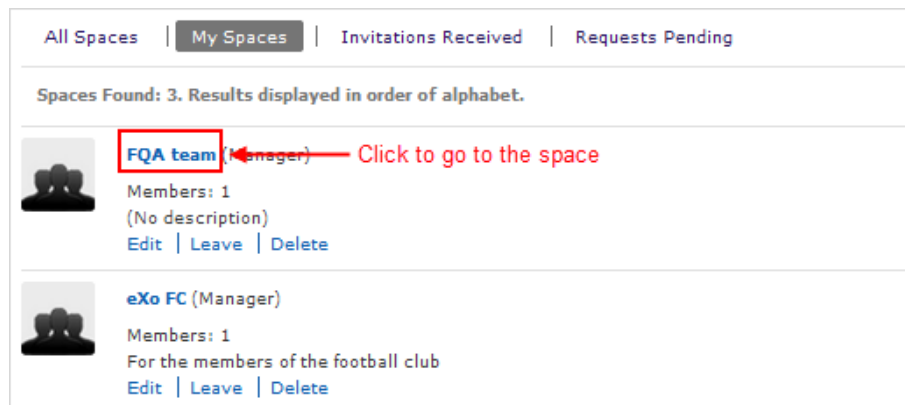 All Spaces | My Spaces | Invitations Received | Requests Pending
Spaces Found: 3. Results displayed in order of alphabet.
FQA team (Manager) Click to go to the space
Members: 1
(No description)
Edit | Leave | Delete
eXo FC (Manager)
Members: 1
For the members of the football club
Edit | Leave | Delete